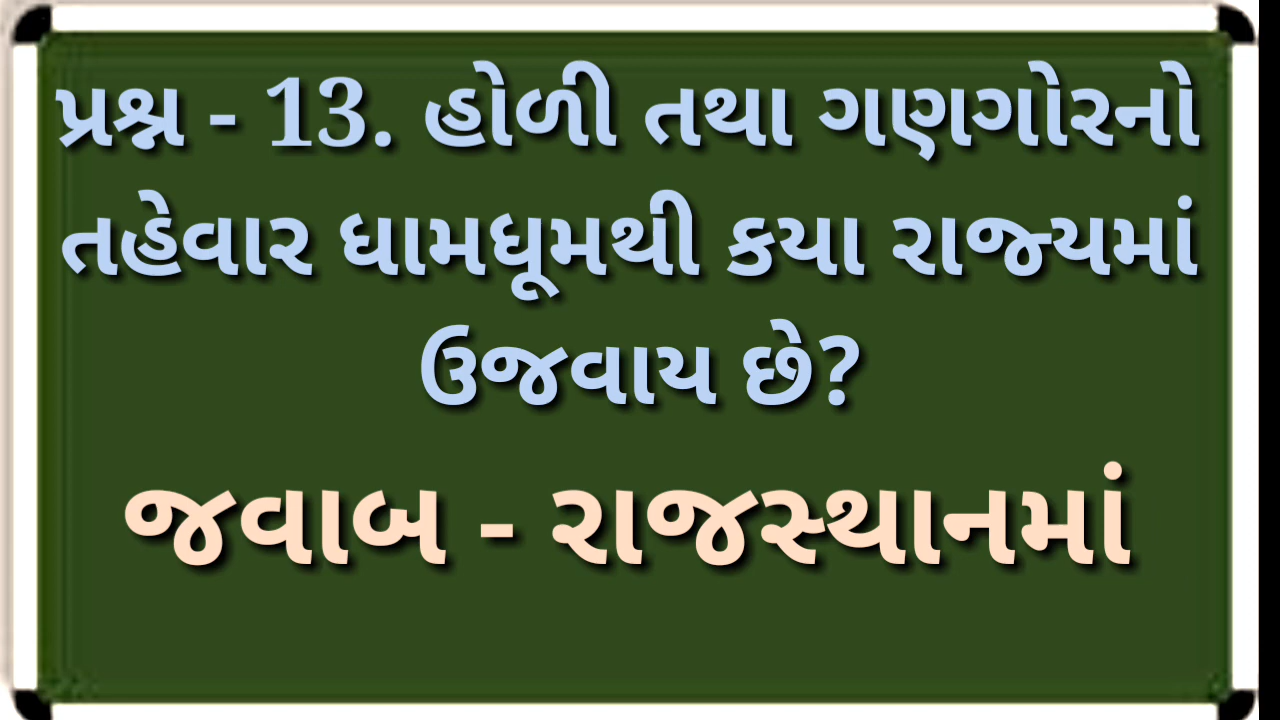 પ્રશ્ન - 13. હોળી તથા ગણગોરનો
તહેવાર ધામધૂમથી કયા રાજ્યમાં
ઉજવાય છે?
જવાબ - રાજસ્થાનમાં